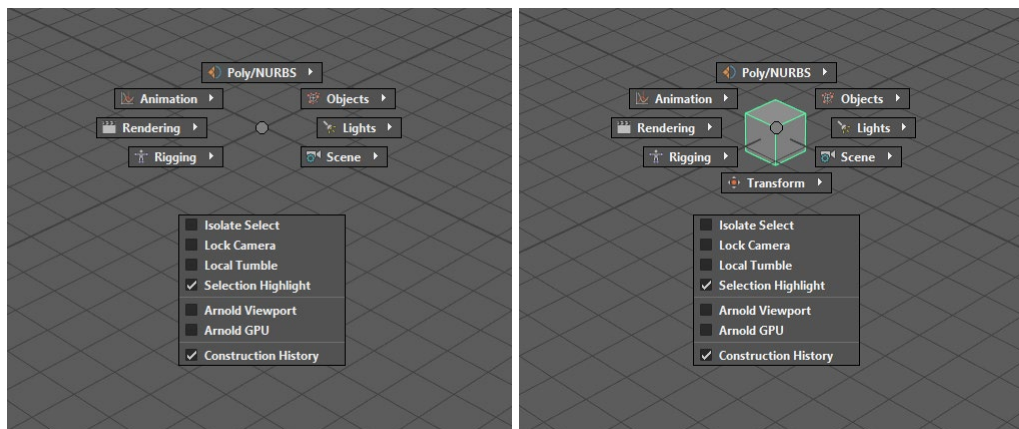 Poly/NURBS
Animation
Objects
Rendering
Lights
Rigging
Scene
Isolate Select
Lock Camera
Local Tumble
Selection Highlight
Arnold Viewport
Arnold GPU
Construction History
Poly/NURBS
Animation
Objects
Rendering
Lights
Rigging
Scene
Transform
Isolate Select
Lock Camera
Local Tumble
Selection Highlight
Arnold Viewport
Arnold GPU
Construction History